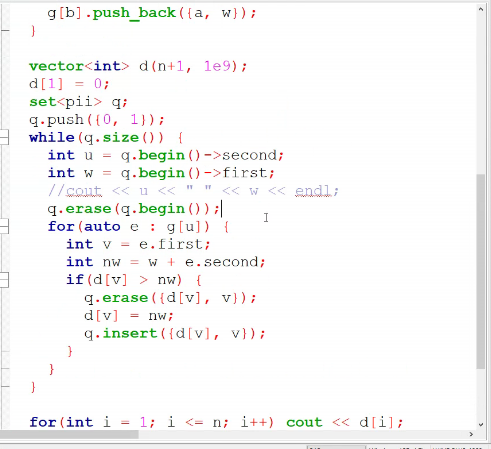 g[b].push_back({a, w});
}
vector<int> d(n+1, 1e9);
d[1] = 0;
set<pii> q;
q.push({0, 1});
while(q.size()) {
int u = q.begin()->second;
int w = q.begin()->first;
//cout << u << " " << w << endl;
q.erase(q.begin());
for(auto e : g[u]) {
int v = e.first;
int nw = w + e.second;
if(d[v] > nw) {
q.erase({d[v], v});
d[v] = nw;
q.insert({d[v], v});
}
}
}
for(int i = 1; i <= n; i++) cout << d[i];